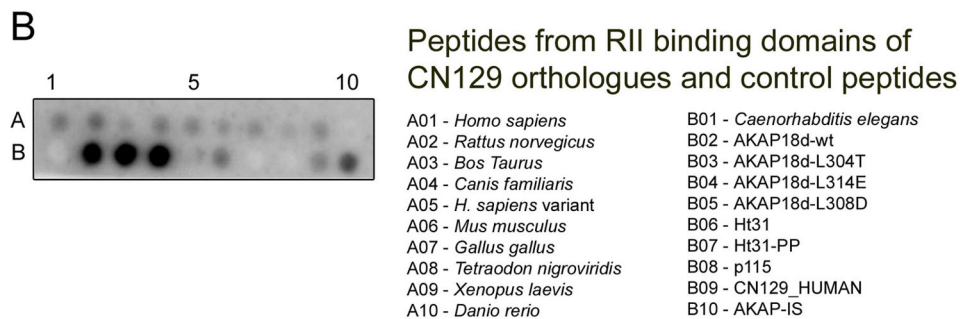 B
1 5 10
A
B
Peptides from RII binding domains of
CN129 orthologues and control peptides
A01 - Homo sapiens
A02 - Rattus norvegicus
A03 - Bos Taurus
A04 - Canis familiaris
A05 - H. sapiens variant
A06 - Mus musculus
A07 - Gallus gallus
A08 - Tetraodon nigroviridis
A09 - Xenopus laevis
A10 - Danio rerio
B01 - Caenorhabditis elegans
B02 - AKAP18d-wt
B03 - AKAP18d-L304T
B04 - AKAP18d-L314E
B05 - AKAP18d-L308D
B06 - Ht31
B07 - Ht31-PP
B08 - p115
B09 - CN129_HUMAN
B10 - AKAP-IS